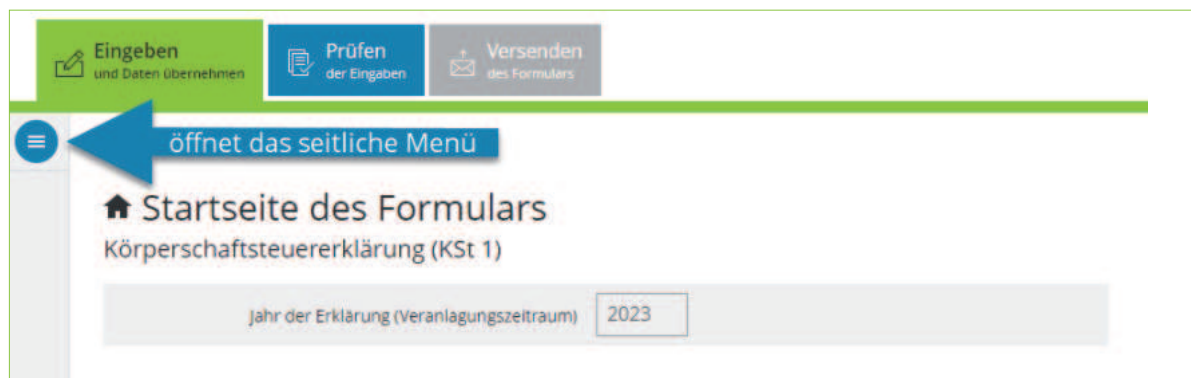 Eingeben
und Daten übernehmen
Prüfen
der Eingaben
Versenden
des Formulars
öffnet das seitliche Menü
Startseite des Formulars
Körperschaftsteuererklärung (KSt 1)
Jahr der Erklärung (Veranlagungszeitraum) 2023